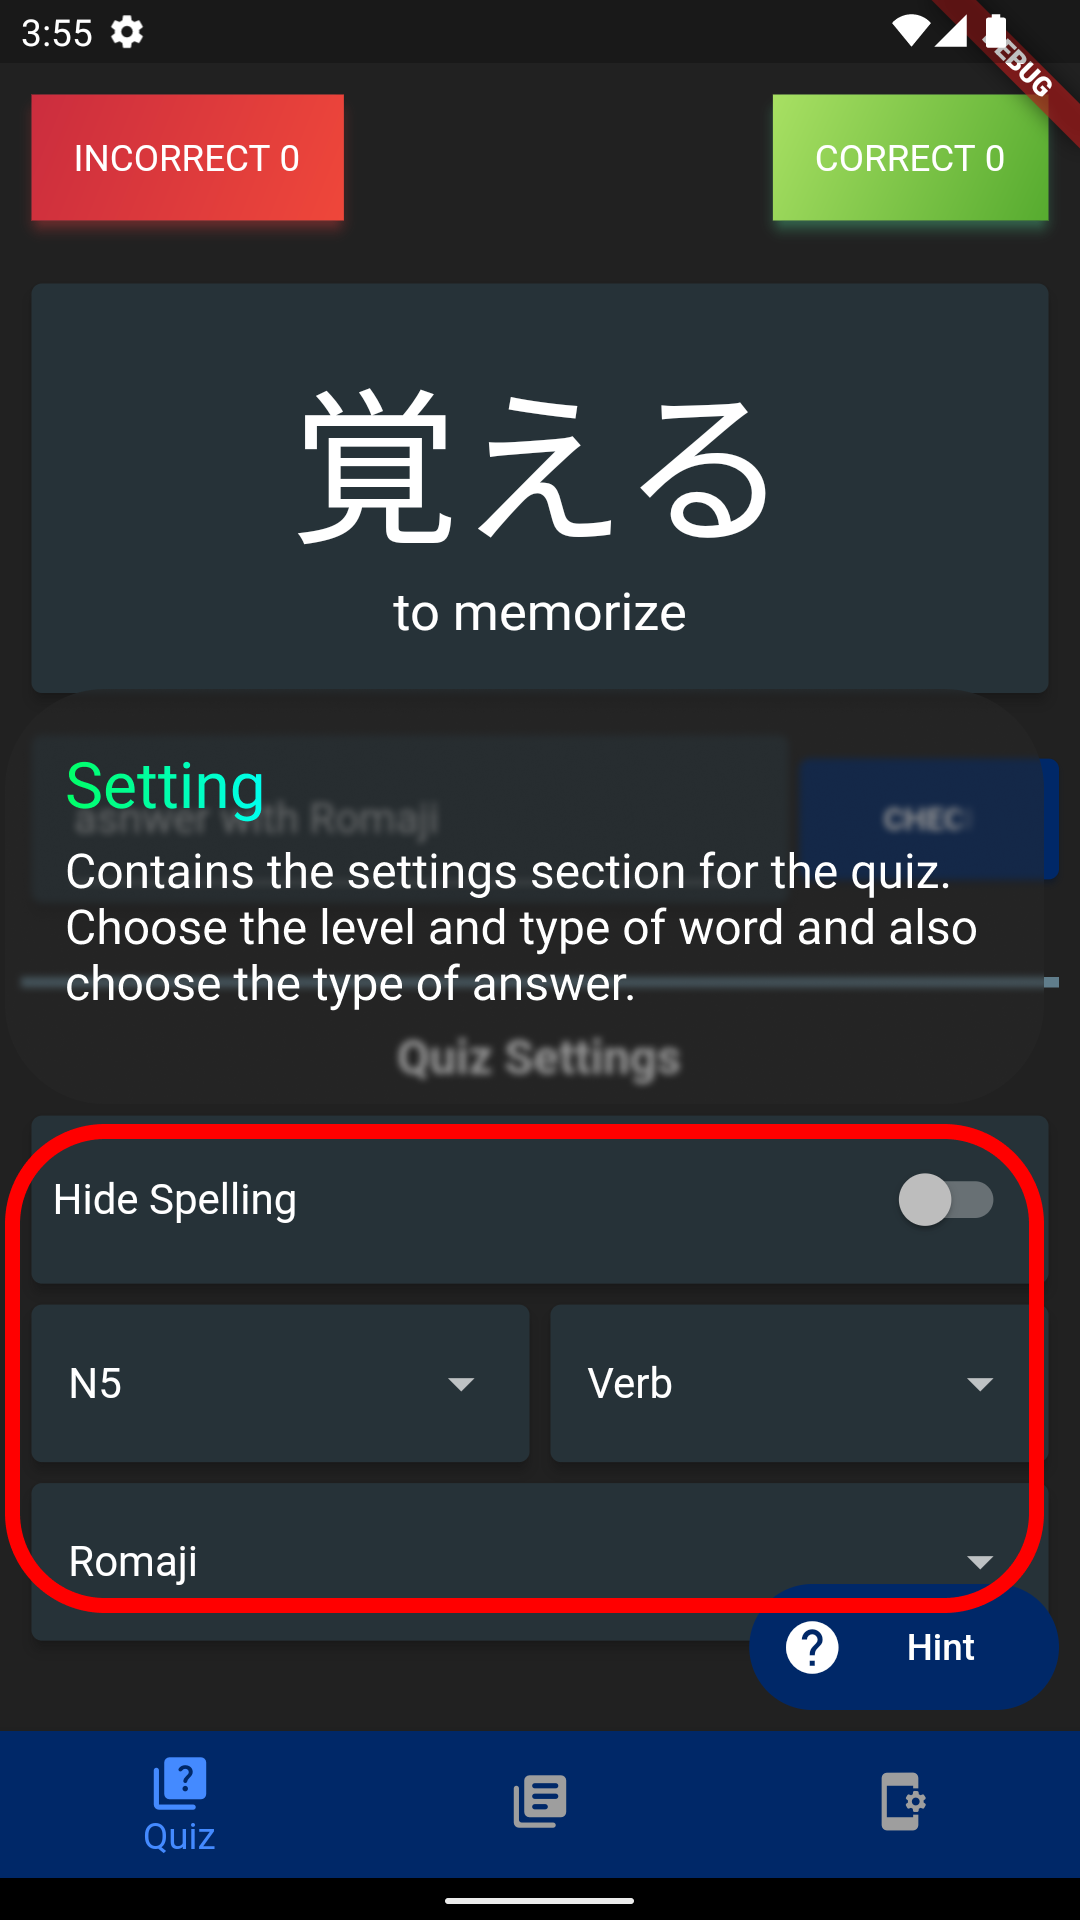 3:55
DEBUG
INCORRECT 0
CORRECT 0
覚える
to memorize
Setting
asnwer with Romaji
CHEC
Contains the settings section for the quiz.
Choose the level and type of word and also
choose the type of answer.
Quiz Settings
Hide Spelling
N5
Verb
Romaji
Hint
Quiz